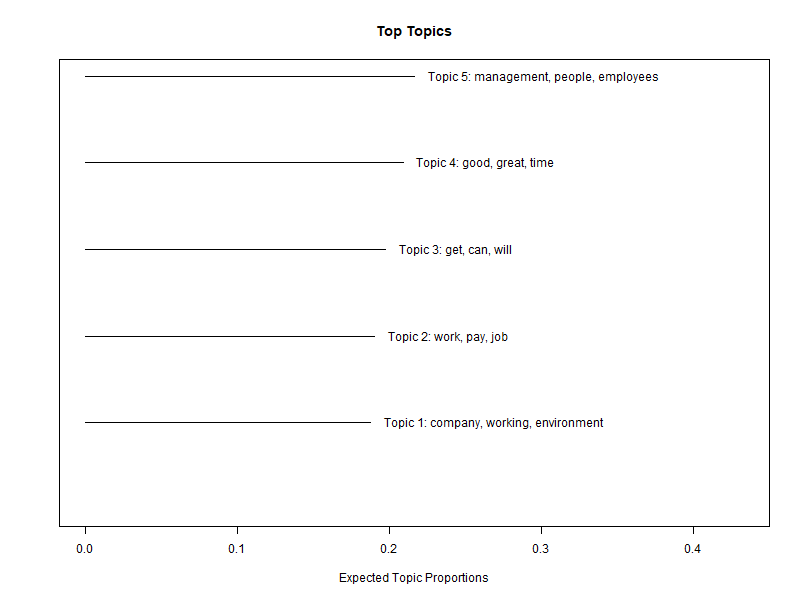 Top Topics
Topic 5: management, people, employees
Topic 4: good, great, time
Topic 3: get, can, will
Topic 2: work, pay, job
Topic 1: company, working, environment
0.0 0.1 0.2 0.3 0.4
Expected Topic Proportions